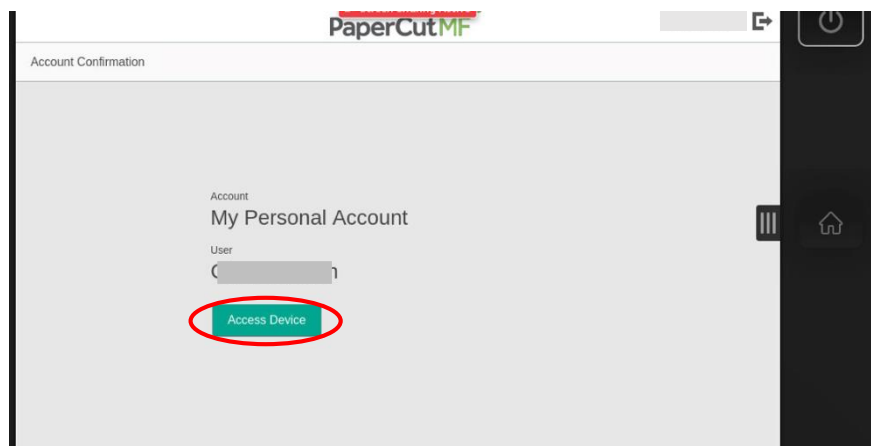 PaperCutMF
Account Confirmation
Account
My Personal Account
User
Access Device